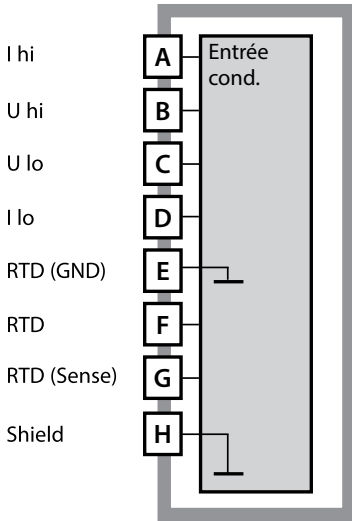 I hi A Entrée
cond.
U hi B
U lo C
I lo D
RTD (GND) E
RTD F
RTD (Sense) G
Shield H